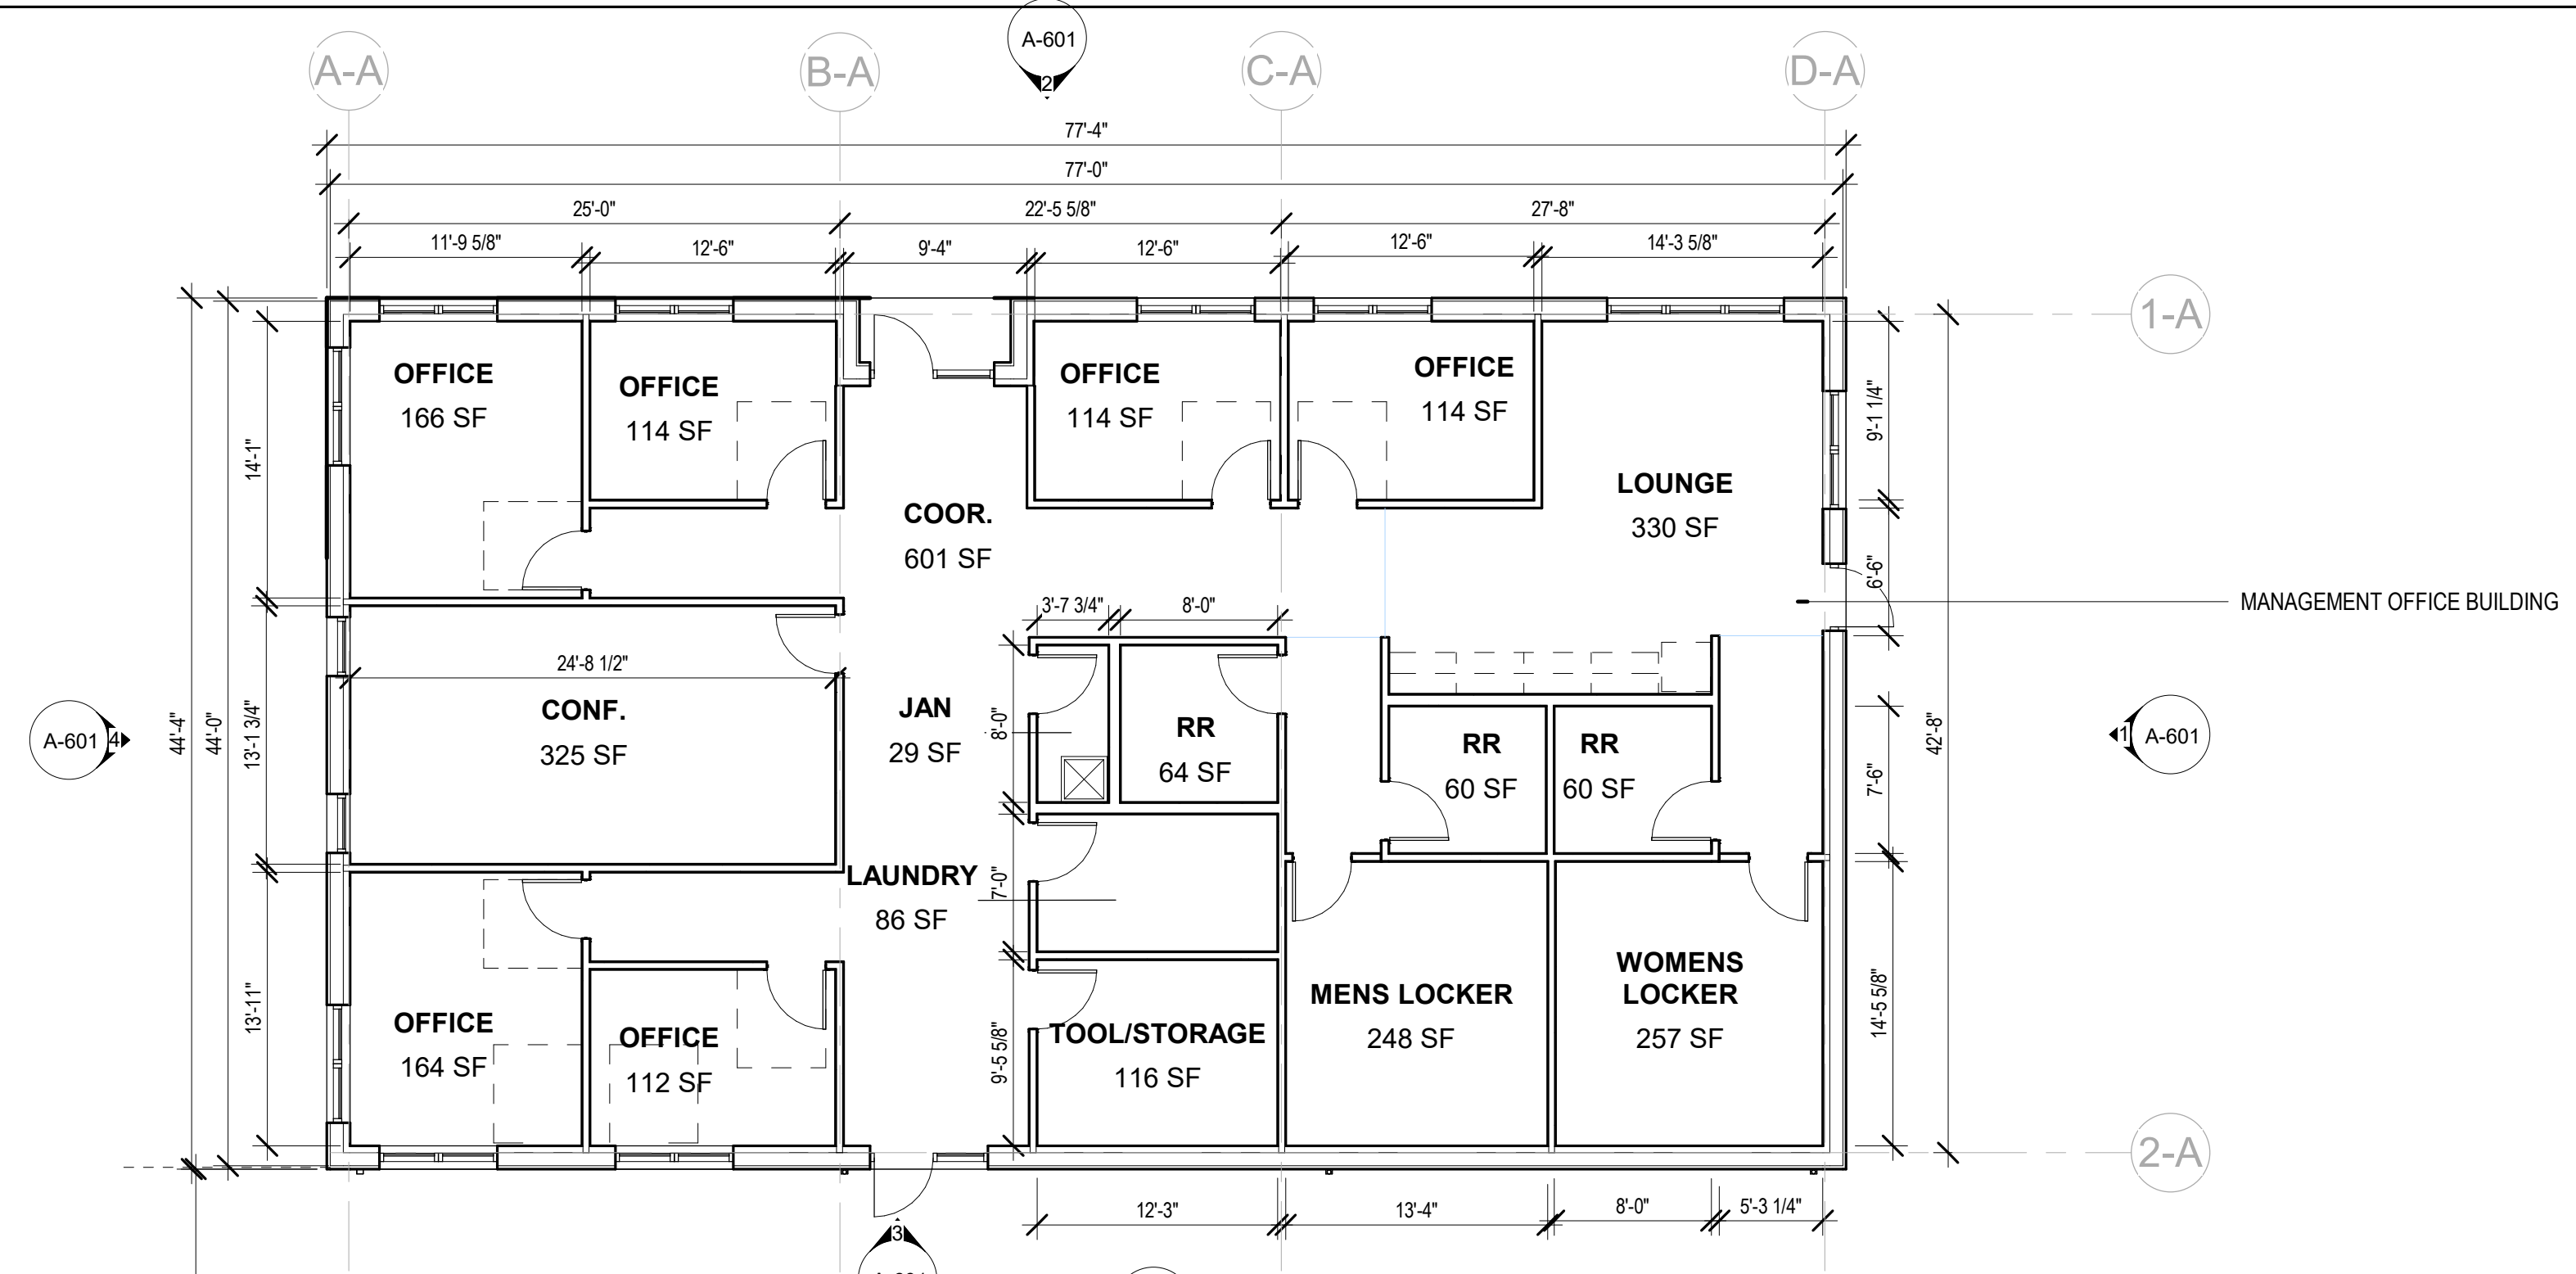 A-601
2
A-A
B-A
C-A
D-A
77'-4"
77'-0"
25'-0"
22'-5 5/8"
27'-8"
11'-9 5/8"
12'-6"
9'-4"
12'-6"
12'-6"
14'-3 5/8"
1-A
OFFICE
166 SF
OFFICE
114 SF
OFFICE
114 SF
OFFICE
114 SF
LOUNGE
330 SF
COOR.
601 SF
14'-1"
9'-1 1/4"
6'-6"
MANAGEMENT OFFICE BUILDING
3'-7 3/4"
8'-0"
24'-8 1/2"
CONF.
325 SF
JAN
29 SF
8'-0"
RR
64 SF
RR
60 SF
RR
60 SF
A-601
4
44'-4"
44'-0"
13'-1 3/4"
7'-6"
42'-8"
1
A-601
LAUNDRY
86 SF
7'-0"
OFFICE
164 SF
OFFICE
112 SF
13'-11"
9'-5 5/8"
TOOL/STORAGE
116 SF
MENS LOCKER
248 SF
WOMENS
LOCKER
257 SF
14'-5 5/8"
2-A
12'-3"
13'-4"
8'-0"
5'-3 1/4"
3